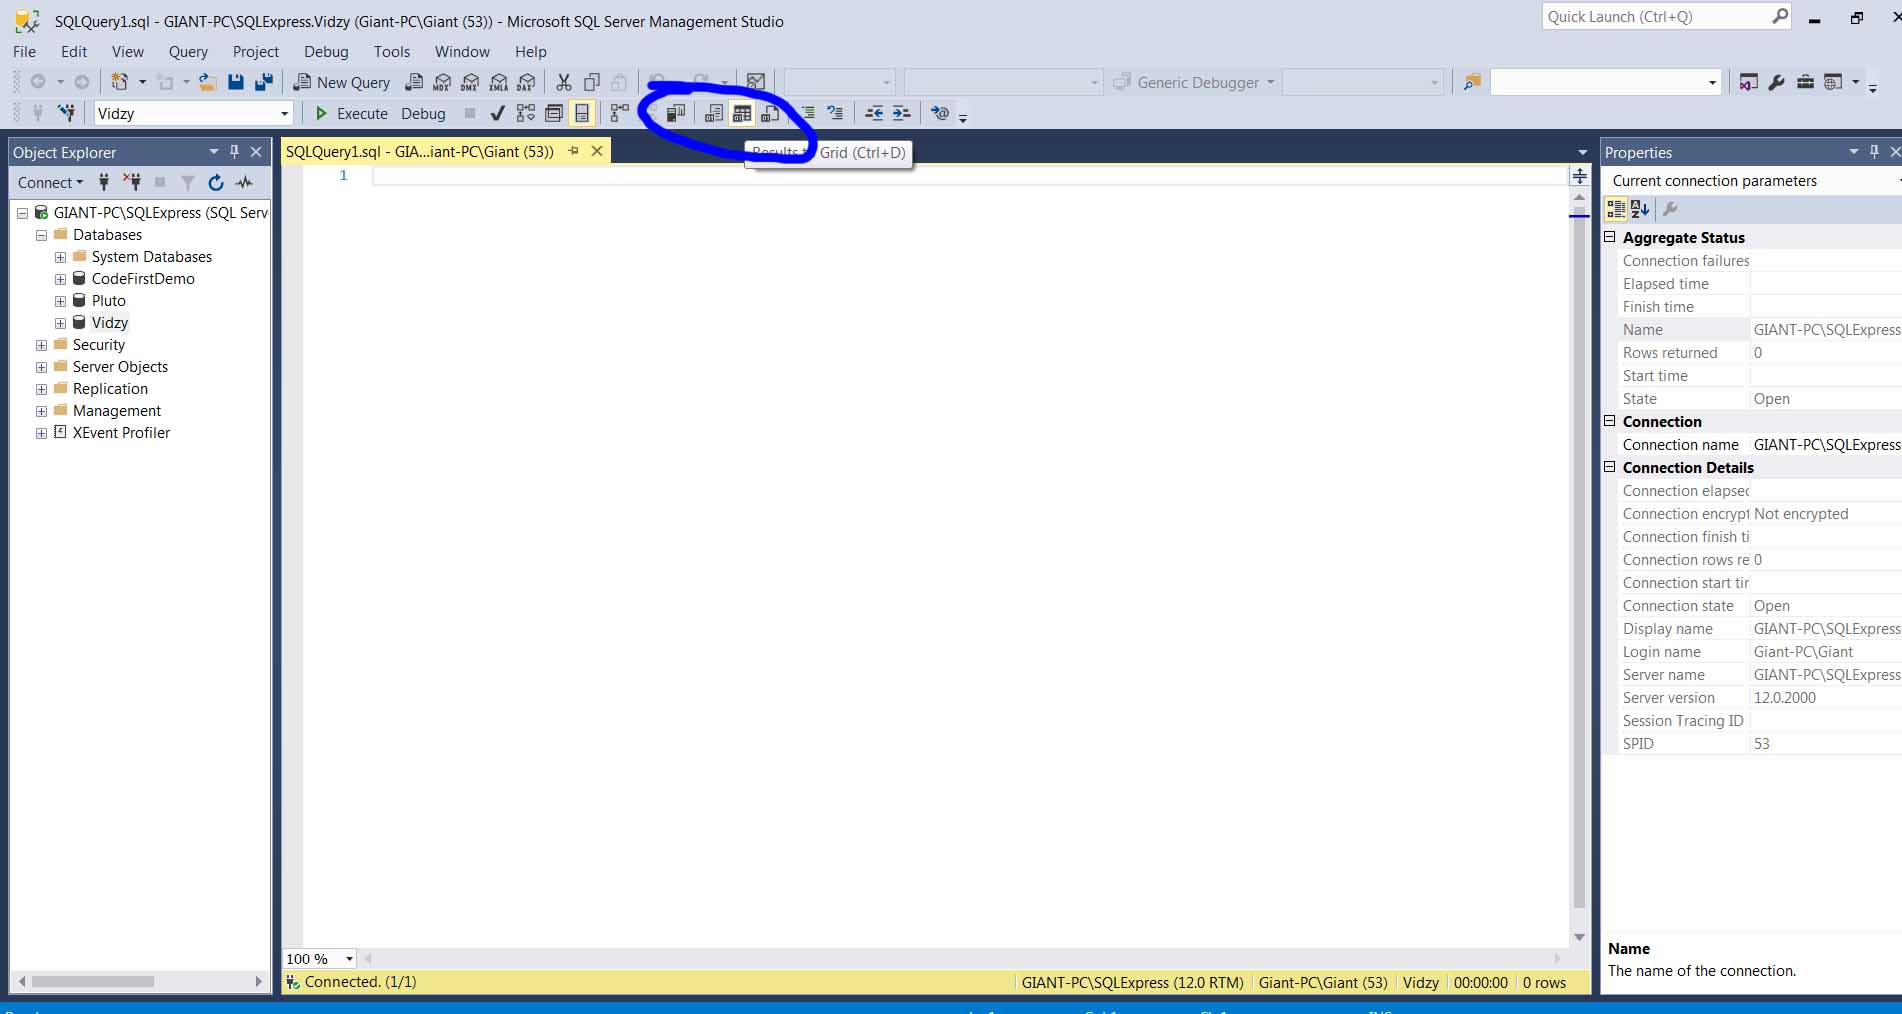 SQLQuery1.sql - GIANT-PC\SQLExpress.Vidzy (Giant-PC\Giant (53)) - Microsoft SQL Server Management Studio
Quick Launch (Ctrl+Q)
File Edit View Query Project Debug Tools Window Help
New Query MDX DMX XMLA DAX Generic Debugger
Vidzy Execute Debug
Object Explorer
SQLQuery1.sql - GIA...iant-PC\Giant (53))
Results Grid (Ctrl+D)
Properties
Connect
1
Current connection parameters
GIANT-PC\SQLExpress (SQL Serv
Databases
System Databases
CodeFirstDemo
Pluto
Vidzy
Security
Server Objects
Replication
Management
XEvent Profiler
Aggregate Status
Connection failures
Elapsed time
Finish time
Name GIANT-PC\SQLExpress
Rows returned 0
Start time
State Open
Connection
Connection name GIANT-PC\SQLExpress
Connection Details
Connection elapsed
Connection encrypt Not encrypted
Connection finish ti
Connection rows re 0
Connection start tir
Connection state Open
Display name GIANT-PC\SQLExpress
Login name Giant-PC\Giant
Server name GIANT-PC\SQLExpress
Server version 12.0.2000
Session Tracing ID
SPID 53
Name
The name of the connection.
100 %
Connected. (1/1) GIANT-PC\SQLExpress (12.0 RTM) Giant-PC\Giant (53) Vidzy 00:00:00 0 rows